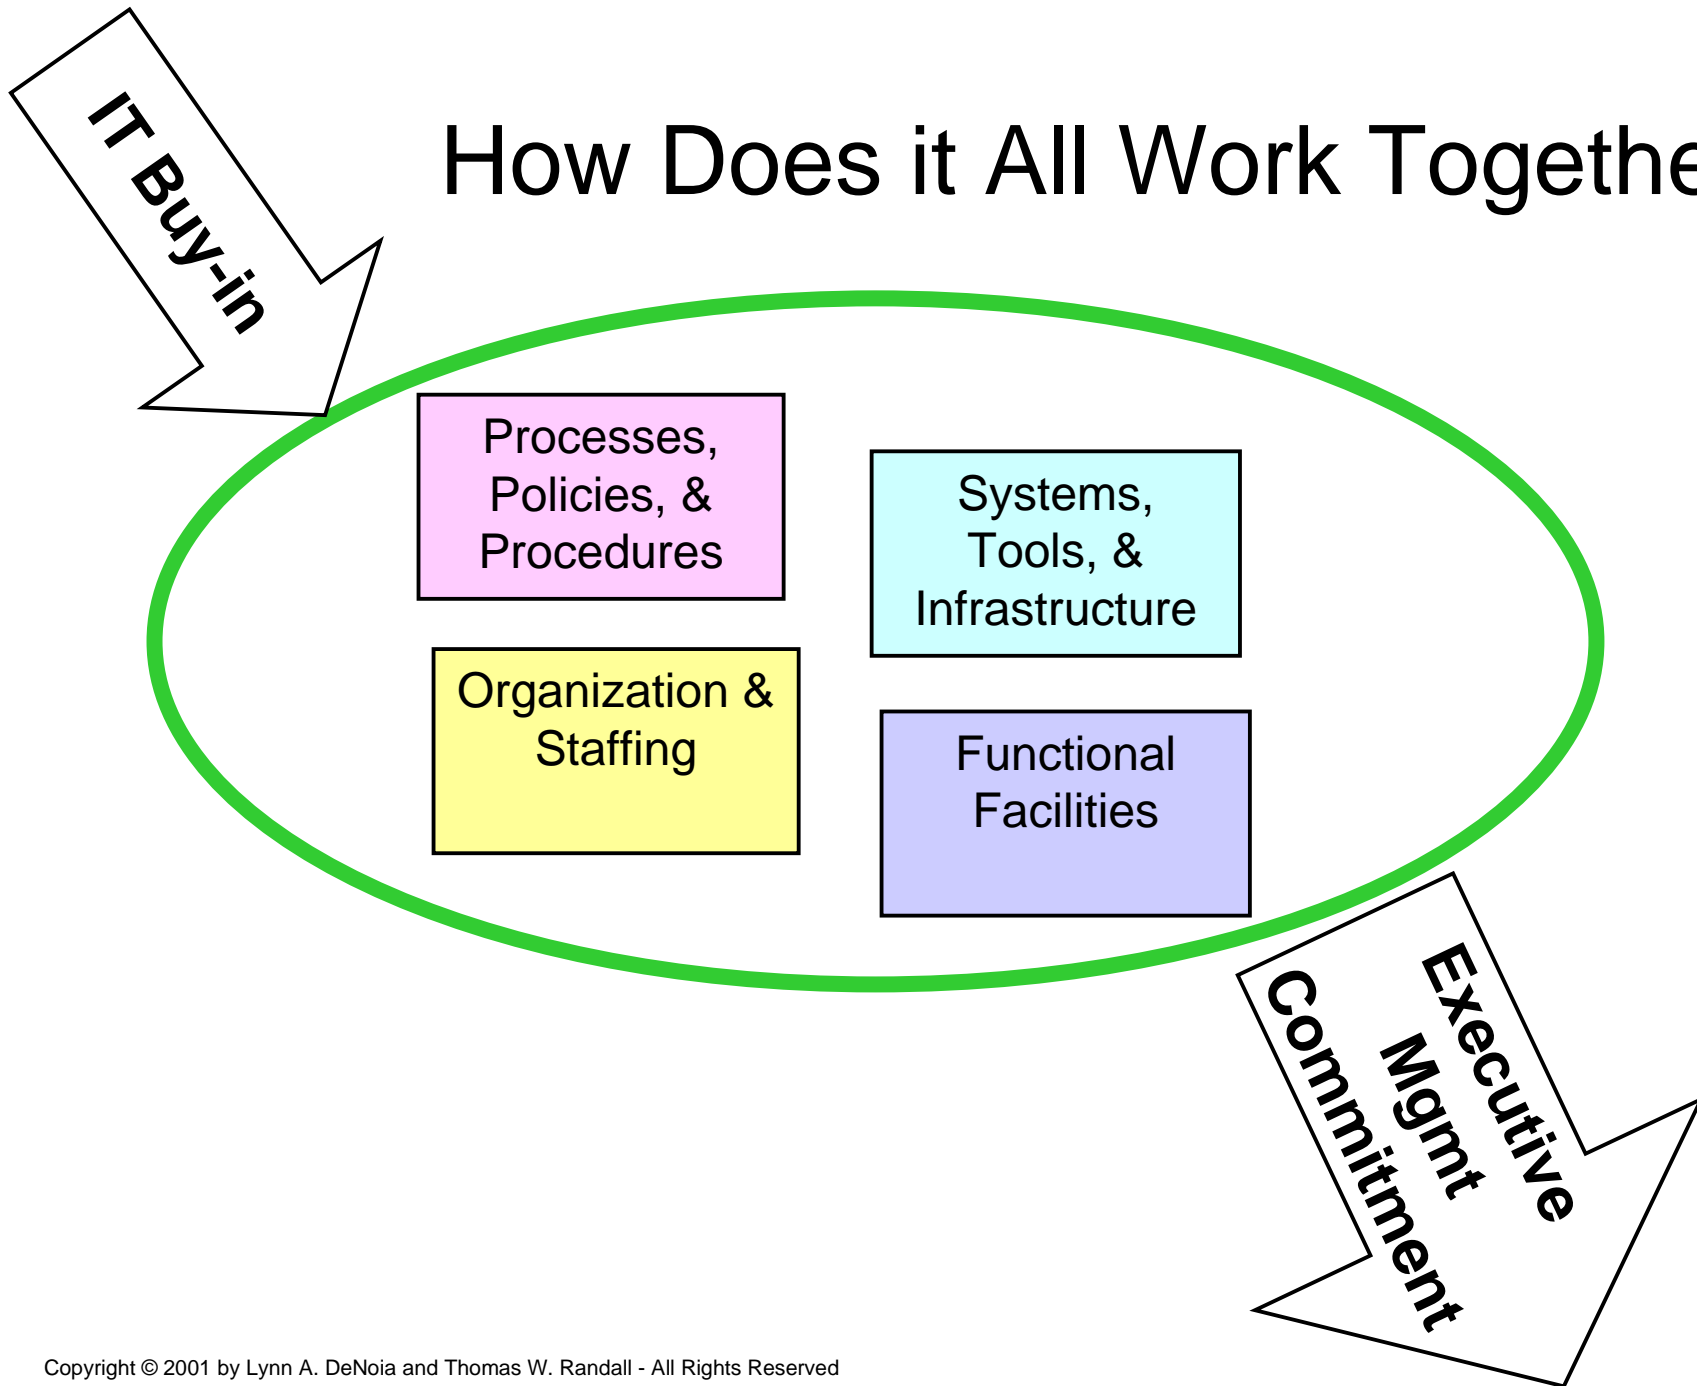 How Does it All Work Togethe
IT Buy-in
Processes,
Policies, &
Procedures
Systems,
Tools, &
Infrastructure
Organization &
Staffing
Functional
Facilities
Executive
Mgmt
Commitment
Copyright © 2001 by Lynn A. DeNoia and Thomas W. Randall - All Rights Reserved